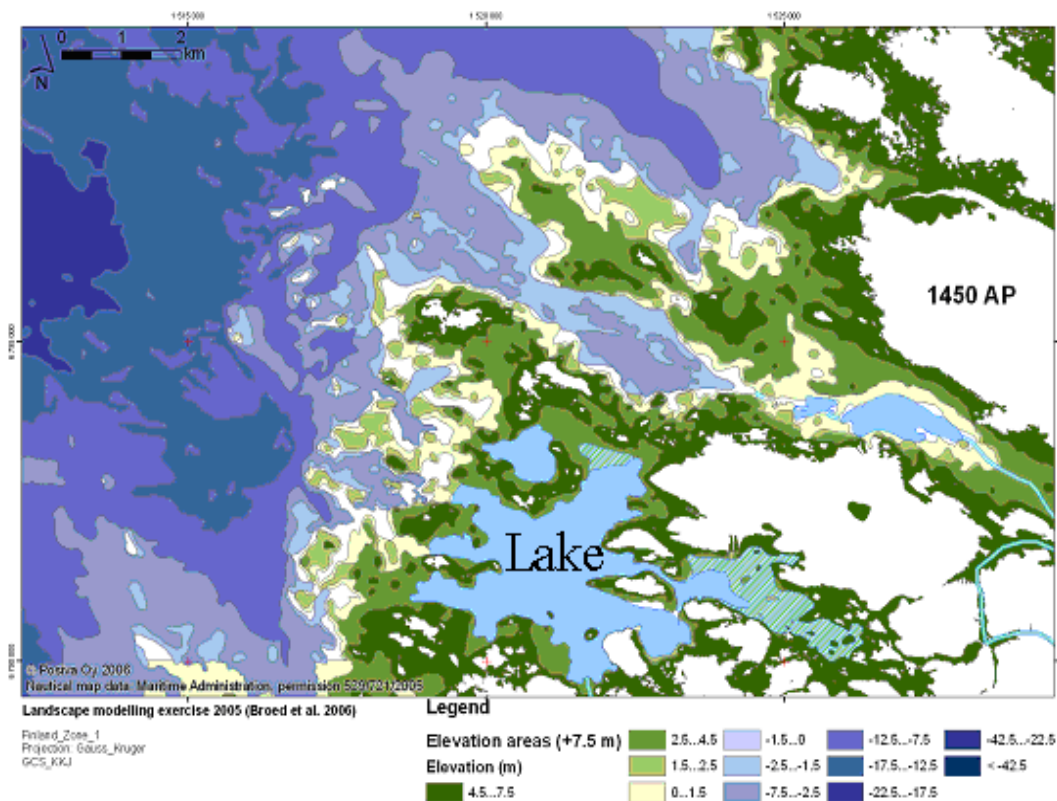 1 515 000 1 520 000 1 525 000
0 1 2
km
N
1450 AP
Lake
© Posiva Oy, 2006
Nautical map data: Maritime Administration, permission 529/721/2005
Landscape modelling exercise 2005 (Broed et al. 2006)
Finland_Zone_1
Projection: Gauss_Kruger
GCS_KKJ
Legend
Elevation areas (+7.5 m)
Elevation (m)
4.5...7.5
2.5...4.5
1.5...2.5
0...1.5
-1.5...0
-2.5...-1.5
-7.5...-2.5
-12.5...-7.5
-17.5...-12.5
-22.5...-17.5
-42.5...-22.5
< -42.5